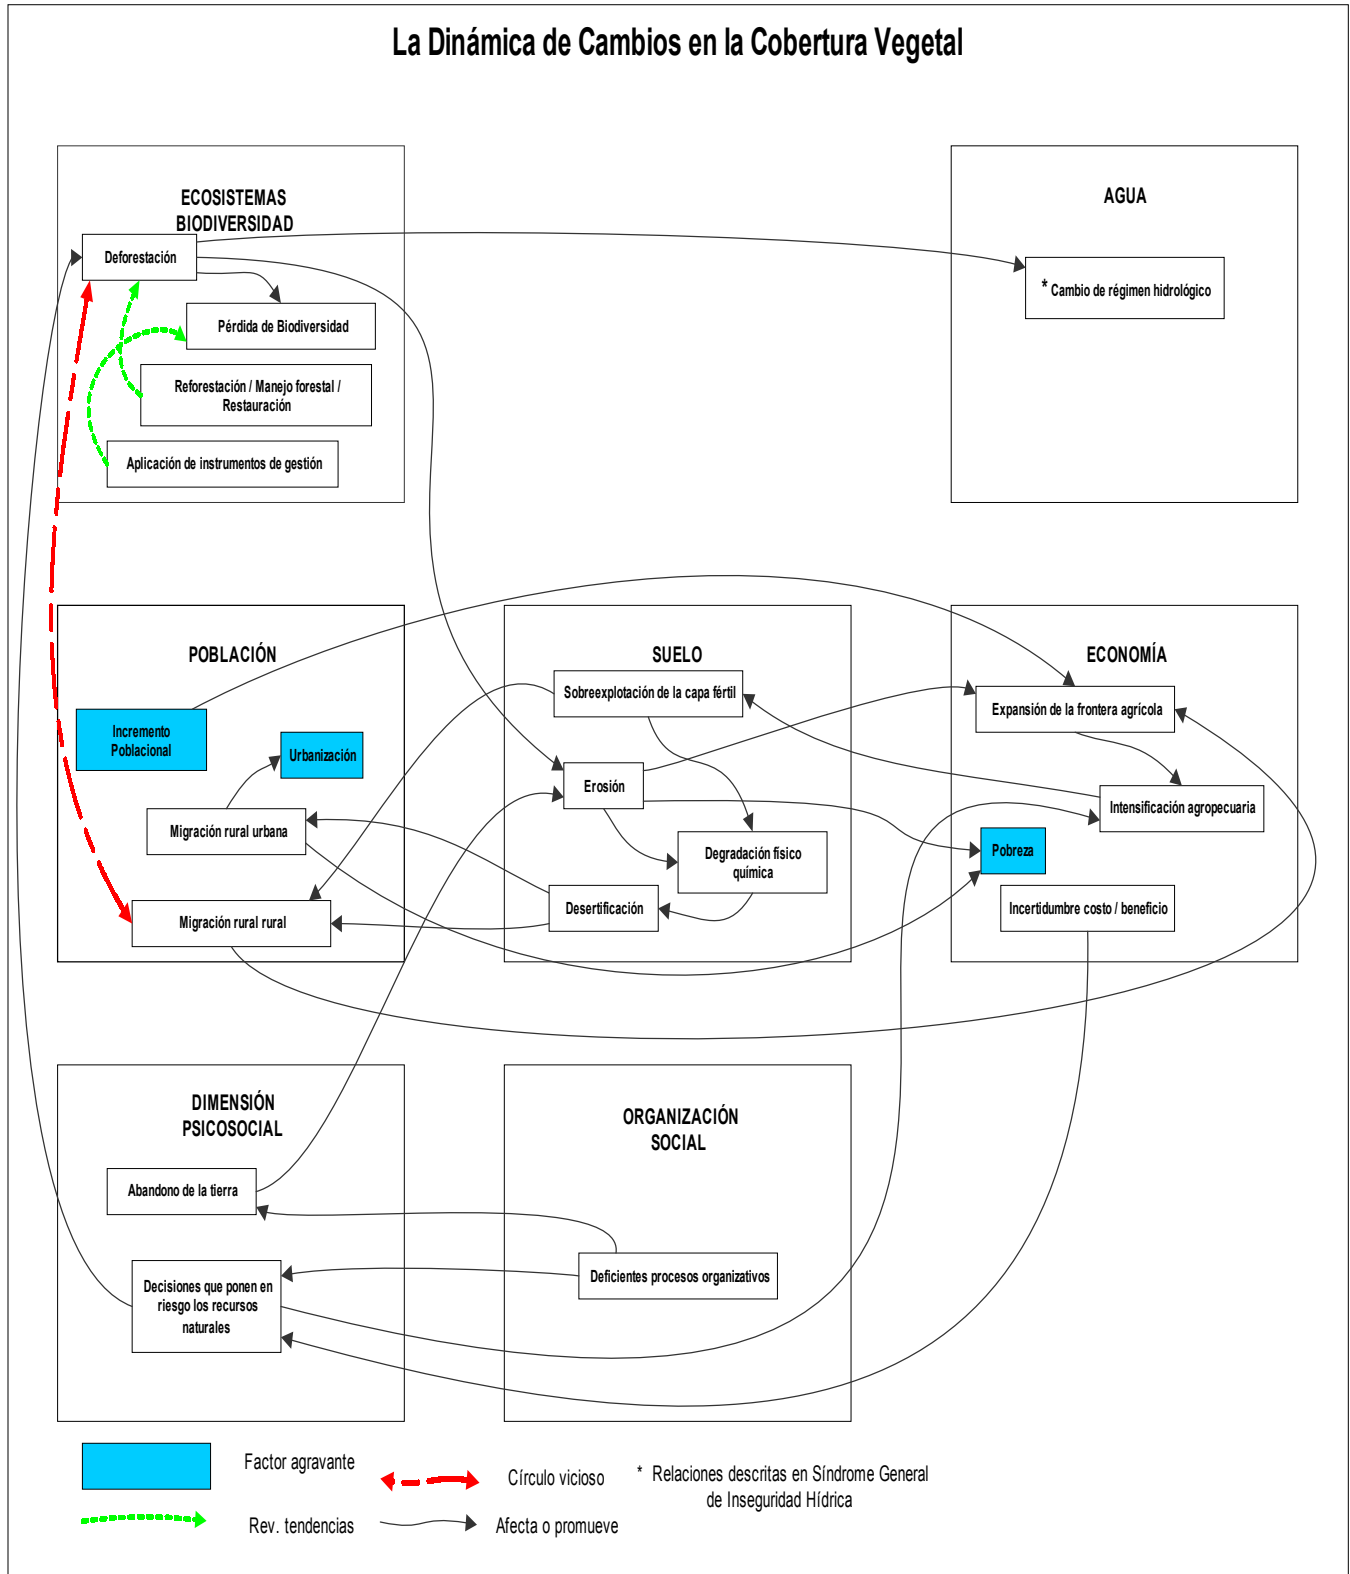 La Dinámica de Cambios en la Cobertura Vegetal
ECOSISTEMAS
BIODIVERSIDAD
Deforestación
Pérdida de Biodiversidad
Reforestación / Manejo forestal /
Restauración
Aplicación de instrumentos de gestión
AGUA
* Cambio de régimen hidrológico
POBLACIÓN
Incremento
Poblacional
Urbanización
Migración rural urbana
Migración rural rural
SUELO
Sobreexplotación de la capa fértil
Erosión
Degradación físico
química
Desertificación
ECONOMÍA
Expansión de la frontera agrícola
Intensificación agropecuaria
Pobreza
Incertidumbre costo / beneficio
DIMENSIÓN
PSICOSOCIAL
Abandono de la tierra
Decisiones que ponen en
riesgo los recursos
naturales
ORGANIZACIÓN
SOCIAL
Deficientes procesos organizativos
Factor agravante
Círculo vicioso
* Relaciones descritas en Síndrome General
de Inseguridad Hídrica
Rev. tendencias
Afecta o promueve